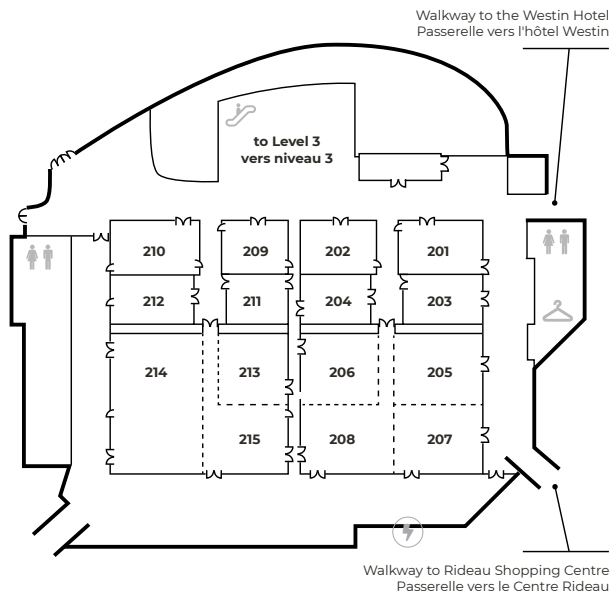 Walkway to the Westin Hotel
Passerelle vers l'hôtel Westin
to Level 3
vers niveau 3
210
209
202
201
212
211
204
203
214
213
206
205
215
208
207
Walkway to Rideau Shopping Centre
Passerelle vers le Centre Rideau